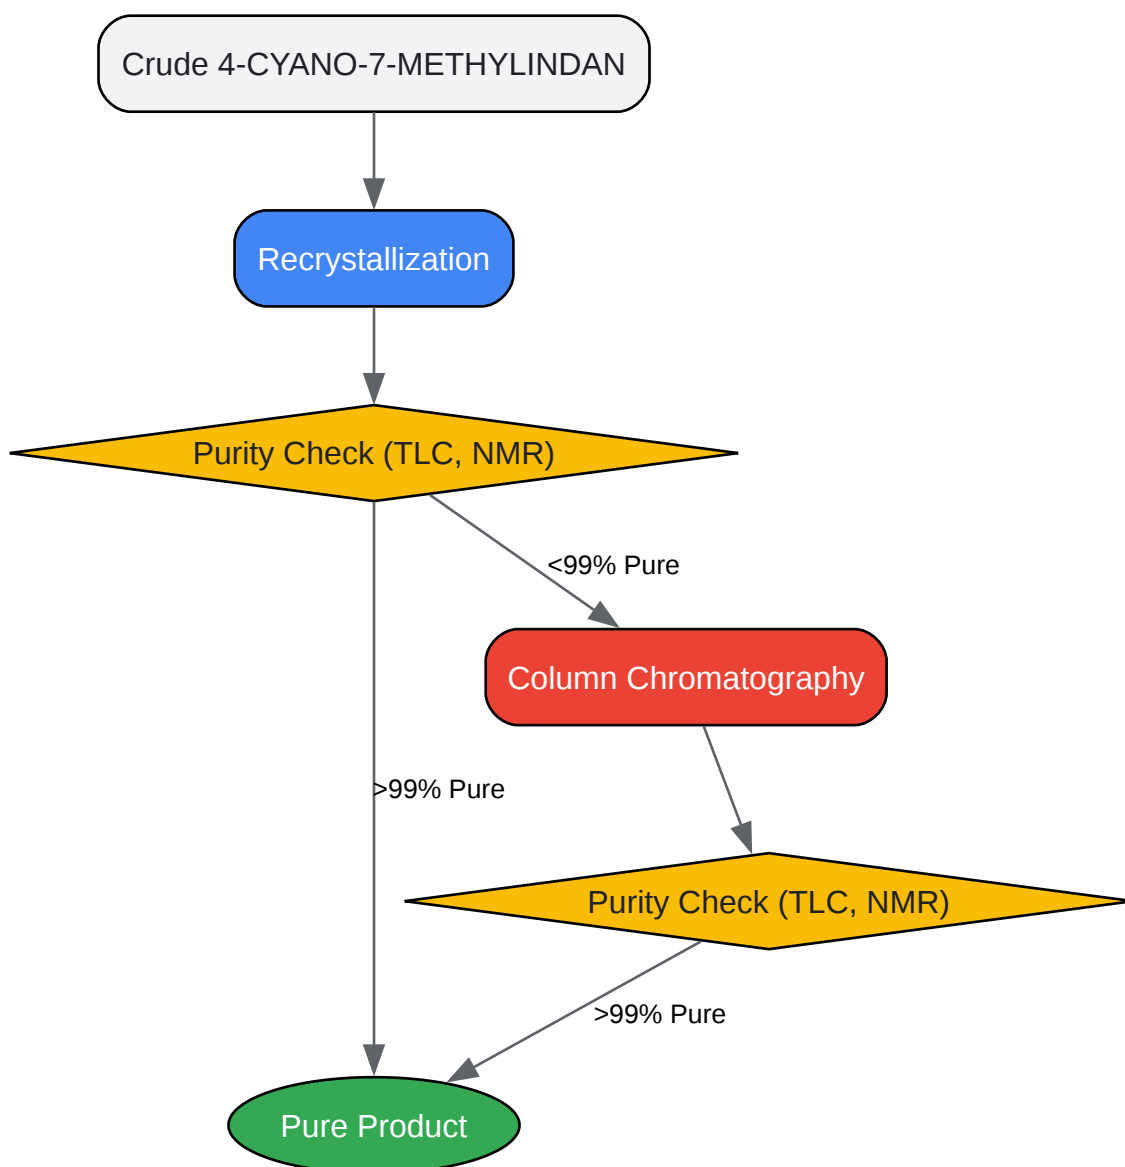 Crude 4-CYANO-7-METHYLINDAN
Recrystallization
Purity Check (TLC, NMR)
<99% Pure
Column Chromatography
>99% Pure
Purity Check (TLC, NMR)
>99% Pure
Pure Product